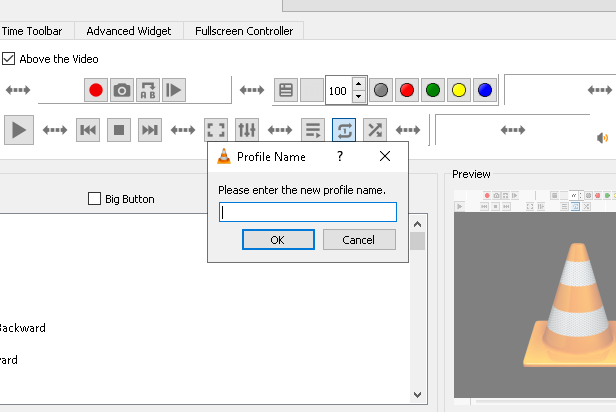 Time Toolbar Advanced Widget Fullscreen Controller
Above the Video
A B
100
Profile Name ? X
Please enter the new profile name.
OK Cancel
Big Button
Preview
Backward
ward